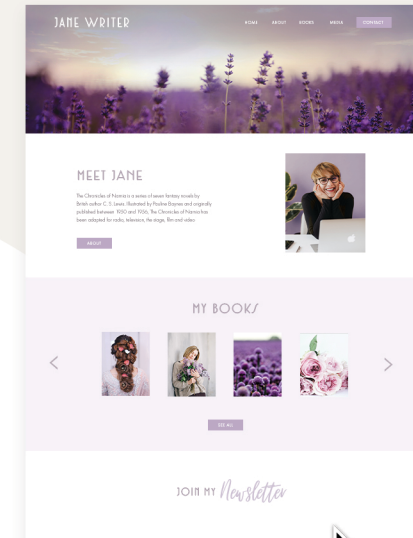 JANE WRITER
HOME ABOUT BOOKS MEDIA CONTACT
MEET JANE
The Chronicles of Narnia is a series of seven fantasy novels by
British author C. S. Lewis. Illustrated by Pauline Baynes and originally
published between 1950 and 1956, The Chronicles of Narnia has
been adapted for radio, television, the stage, film and video
ABOUT
MY BOOKS
SEE ALL
JOIN MY Newsletter